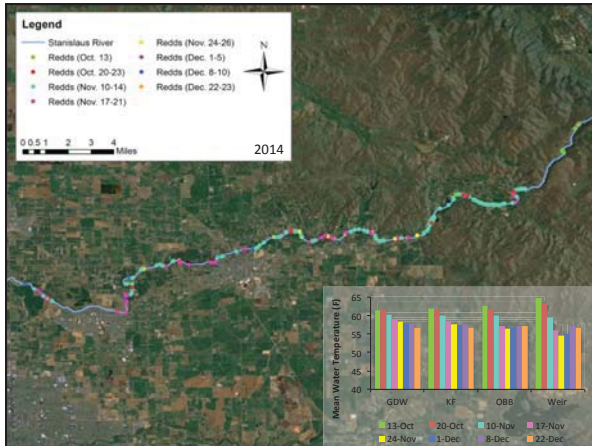 Legend
Stanislaus River
Redds (Oct. 13)
Redds (Oct. 20-23)
Redds (Nov. 10-14)
Redds (Nov. 17-21)
Redds (Nov. 24-26)
Redds (Dec. 1-5)
Redds (Dec. 8-10)
Redds (Dec. 22-23)
N
0 0.5 1 2 3 4
Miles
2014
Mean Water Temperature (F)
65
60
55
50
45
40
GDW KF OBB Weir
13-Oct 20-Oct 10-Nov 17-Nov
24-Nov 1-Dec 8-Dec 22-Dec